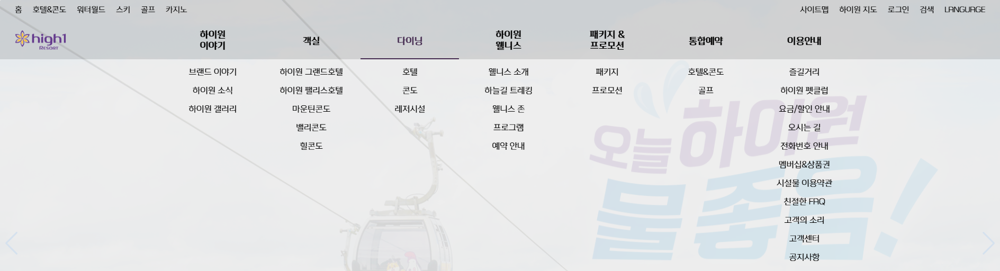 홈 호텔&콘도 워터월드 스키 골프 카지노 사이트맵 하이원 지도 로그인 검색 LANGUAGE
high1
RESORT
하이원
이야기
객실
다이닝
하이원
웰니스
패키지 &
프로모션
통합예약
이용안내
브랜드 이야기
하이원 소식
하이원 갤러리
하이원 그랜드호텔
하이원 팰리스호텔
마운틴콘도
밸리콘도
힐콘도
호텔
콘도
레저시설
웰니스 소개
하늘길 트레킹
웰니스 존
프로그램
예약 안내
패키지
프로모션
호텔&콘도
골프
즐길거리
하이원 펫클럽
요금/할인 안내
오시는 길
전화번호 안내
멤버십&상품권
시설물 이용약관
친절한 FAQ
고객의 소리
고객센터
공지사항
오늘하이원
물좋음!